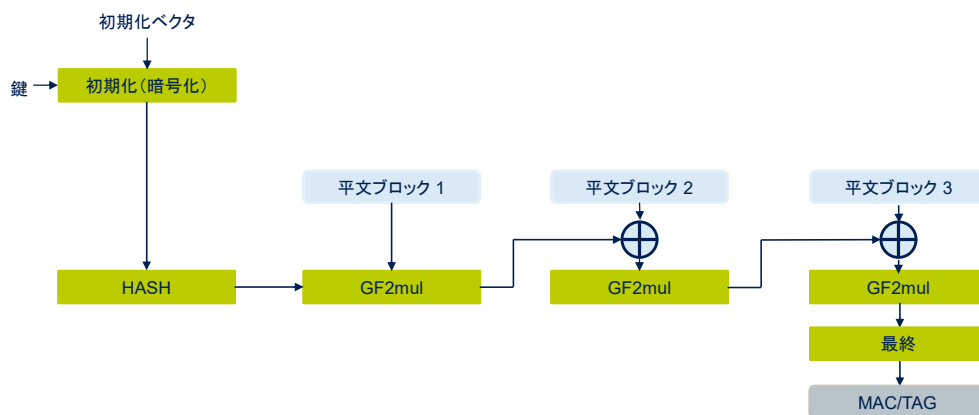 初期化ベクタ
鍵
初期化(暗号化)
平文ブロック 1
平文ブロック 2
平文ブロック 3
HASH
GF2mul
GF2mul
GF2mul
最終
MAC/TAG